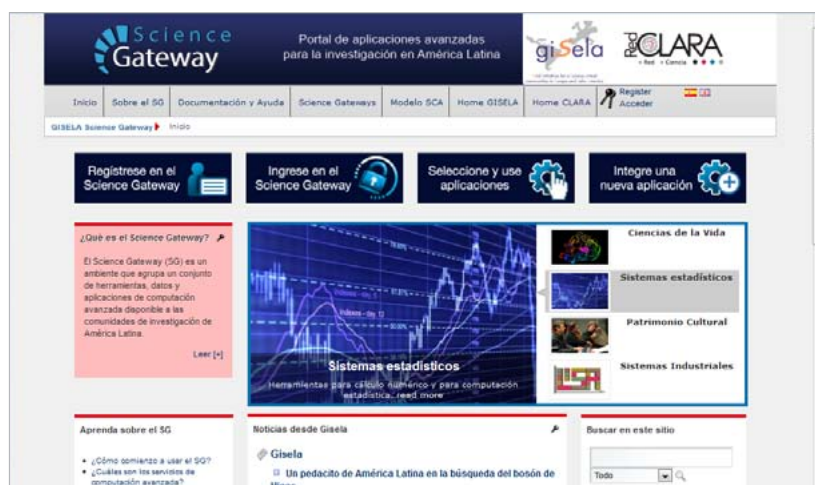 Science
Gateway
Portal de aplicaciones avanzadas
para la investigación en América Latina
giSela
Red CLARA
Red • Ciencia
Inicio
Sobre el SG
Documentación y Ayuda
Science Gateways
Modelo SCA
Home GISELA
Home CLARA
Register
Acceder
GISELA Science Gateway
Inicio
Regístrese en el
Science Gateway
Ingrese en el
Science Gateway
Seleccione y use
aplicaciones
Integre una
nueva aplicación
¿Qué es el Science Gateway?
El Science Gateway (SG) es un
ambiente que agrupa un conjunto
de herramientas, datos y
aplicaciones de computación
avanzada disponible a las
comunidades de investigación de
América Latina.
Leer [+]
Sistemas estadísticos
Herramientas para cálculo numérico y para computación
estadística. read more
Ciencias de la Vida
Sistemas estadísticos
Patrimonio Cultural
Sistemas Industriales
Aprenda sobre el SG
¿Cómo comienzo a usar el SG?
¿Cuáles son los servicios de
computación avanzada?
Noticias desde Gisela
Gisela
Un pedacito de América Latina en la búsqueda del bosón de
Buscar en este sitio
Todo